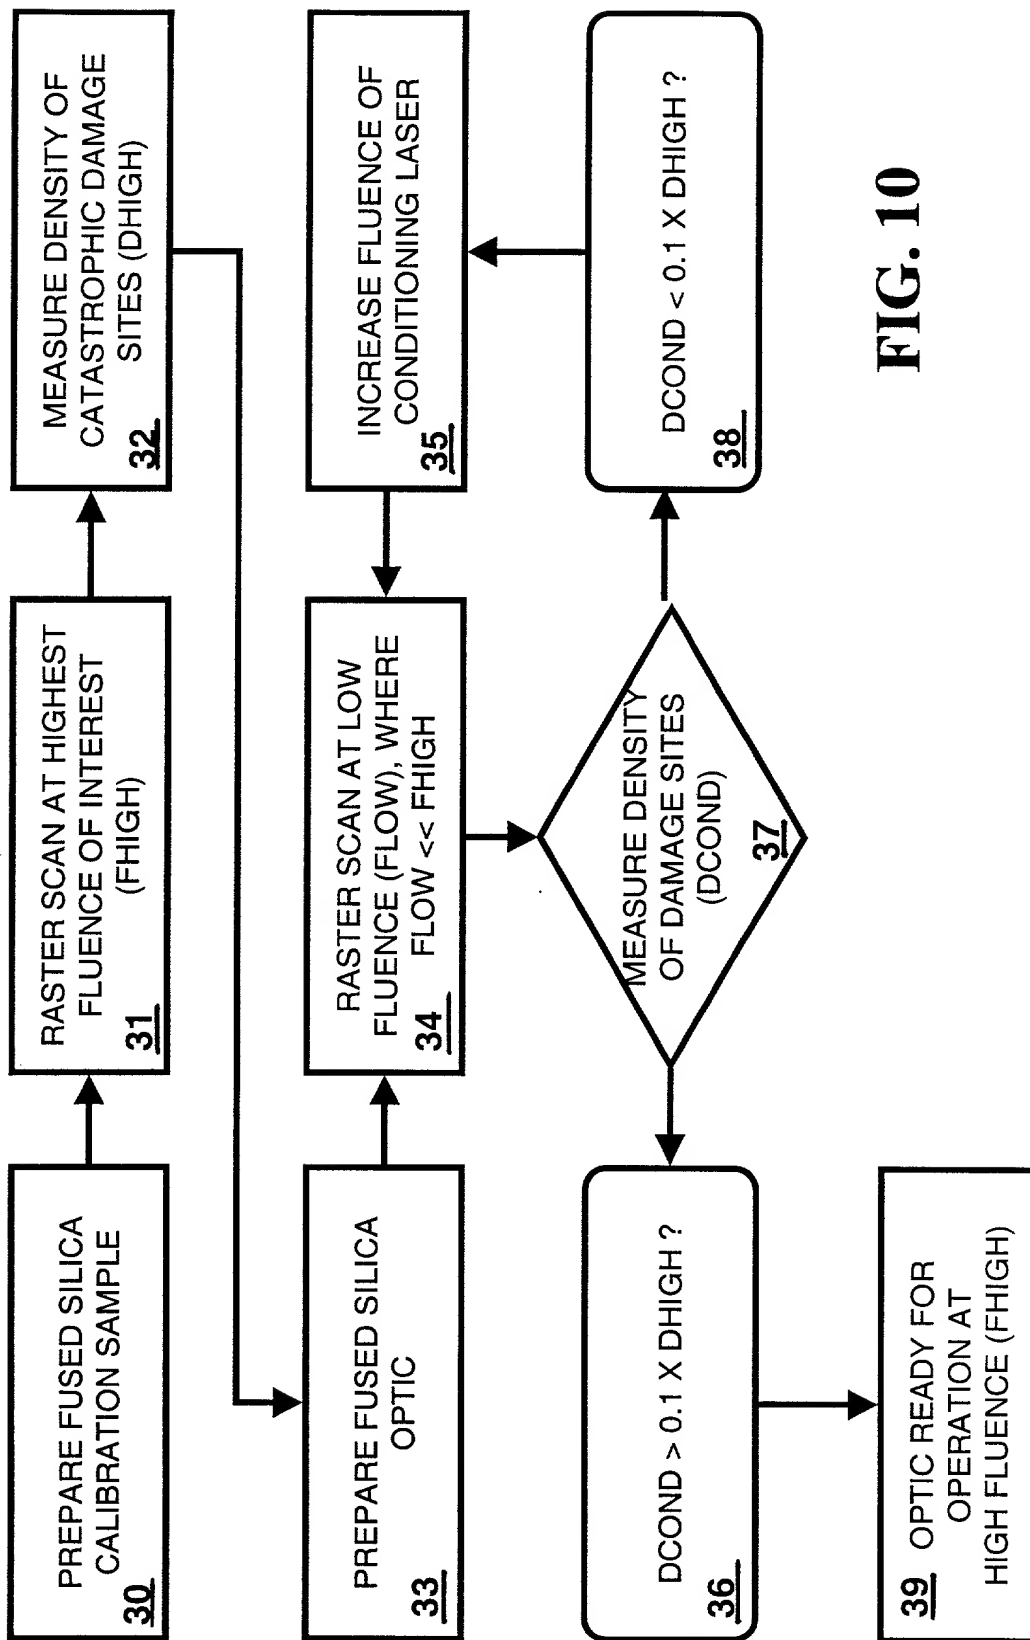 PREPARE FUSED SILICA
CALIBRATION SAMPLE
30
RASTER SCAN AT HIGHEST
FLUENCE OF INTEREST
(FHIGH)
31
MEASURE DENSITY OF
CATASTROPHIC DAMAGE
SITES (DHIGH)
32
PREPARE FUSED SILICA
OPTIC
33
RASTER SCAN AT LOW
FLUENCE (FLOW), WHERE
FLOW << FHIGH
34
INCREASE FLUENCE OF
CONDITIONING LASER
35
DCOND > 0.1 X DHIGH ?
36
MEASURE DENSITY
OF DAMAGE SITES
(DCOND)
37
DCOND < 0.1 X DHIGH ?
38
39 OPTIC READY FOR
OPERATION AT
HIGH FLUENCE (FHIGH)
FIG. 10